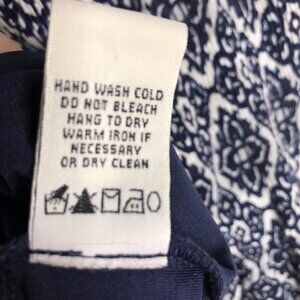 HAND WASH COLD
DO NOT BLEACH
HANG TO DRY
WARM IRON IF
NECESSARY
OR DRY CLEAN